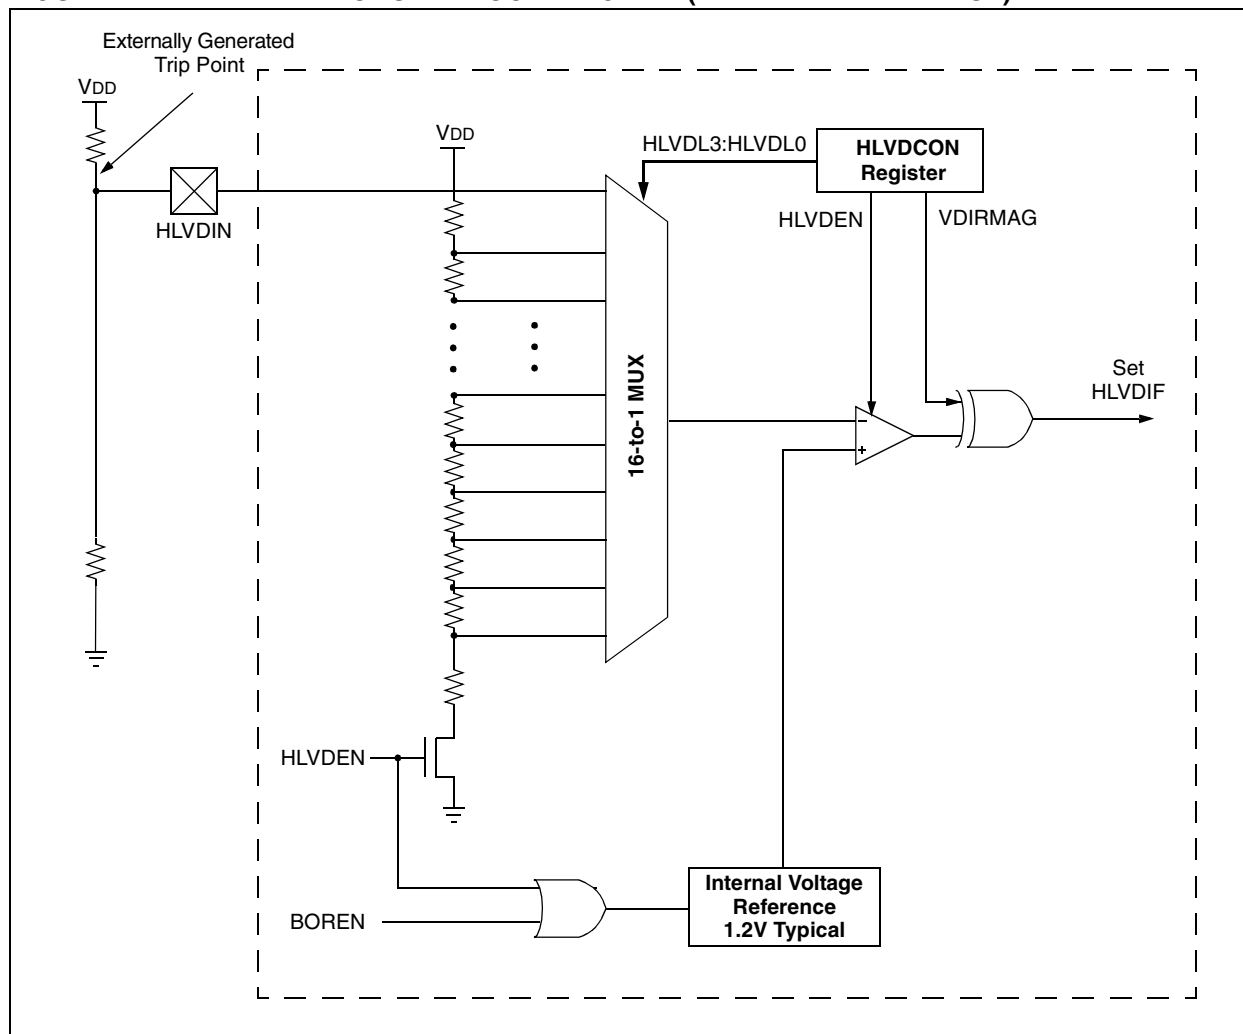 Externally Generated
Trip Point
VDD
VDD
HLVDL3:HLVDL0
HLVDCON
Register
HLVDEN
VDIRMAG
HLVDIN
16-to-1 MUX
Set
HLVDIF
–
+
HLVDEN
BOREN
Internal Voltage
Reference
1.2V Typical